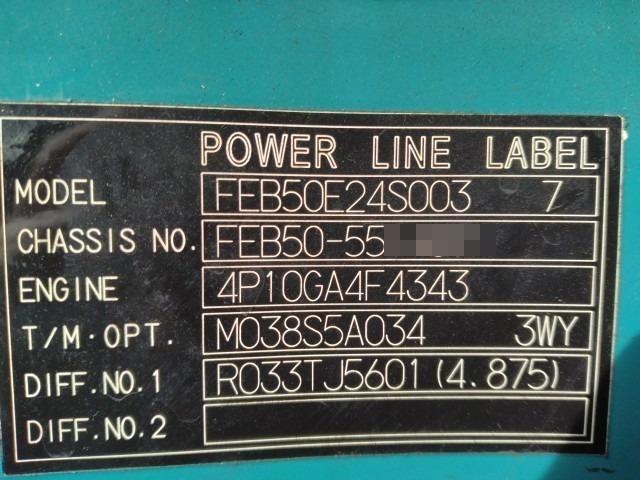 POWER LINE LABEL
MODEL FEB50E24S003 7
CHASSIS NO. FEB50-55
ENGINE 4P10GA4F4343
T/M·OPT. M038S5A034 3WY
DIFF.NO.1 R033TJ5601(4.875)
DIFF.NO.2